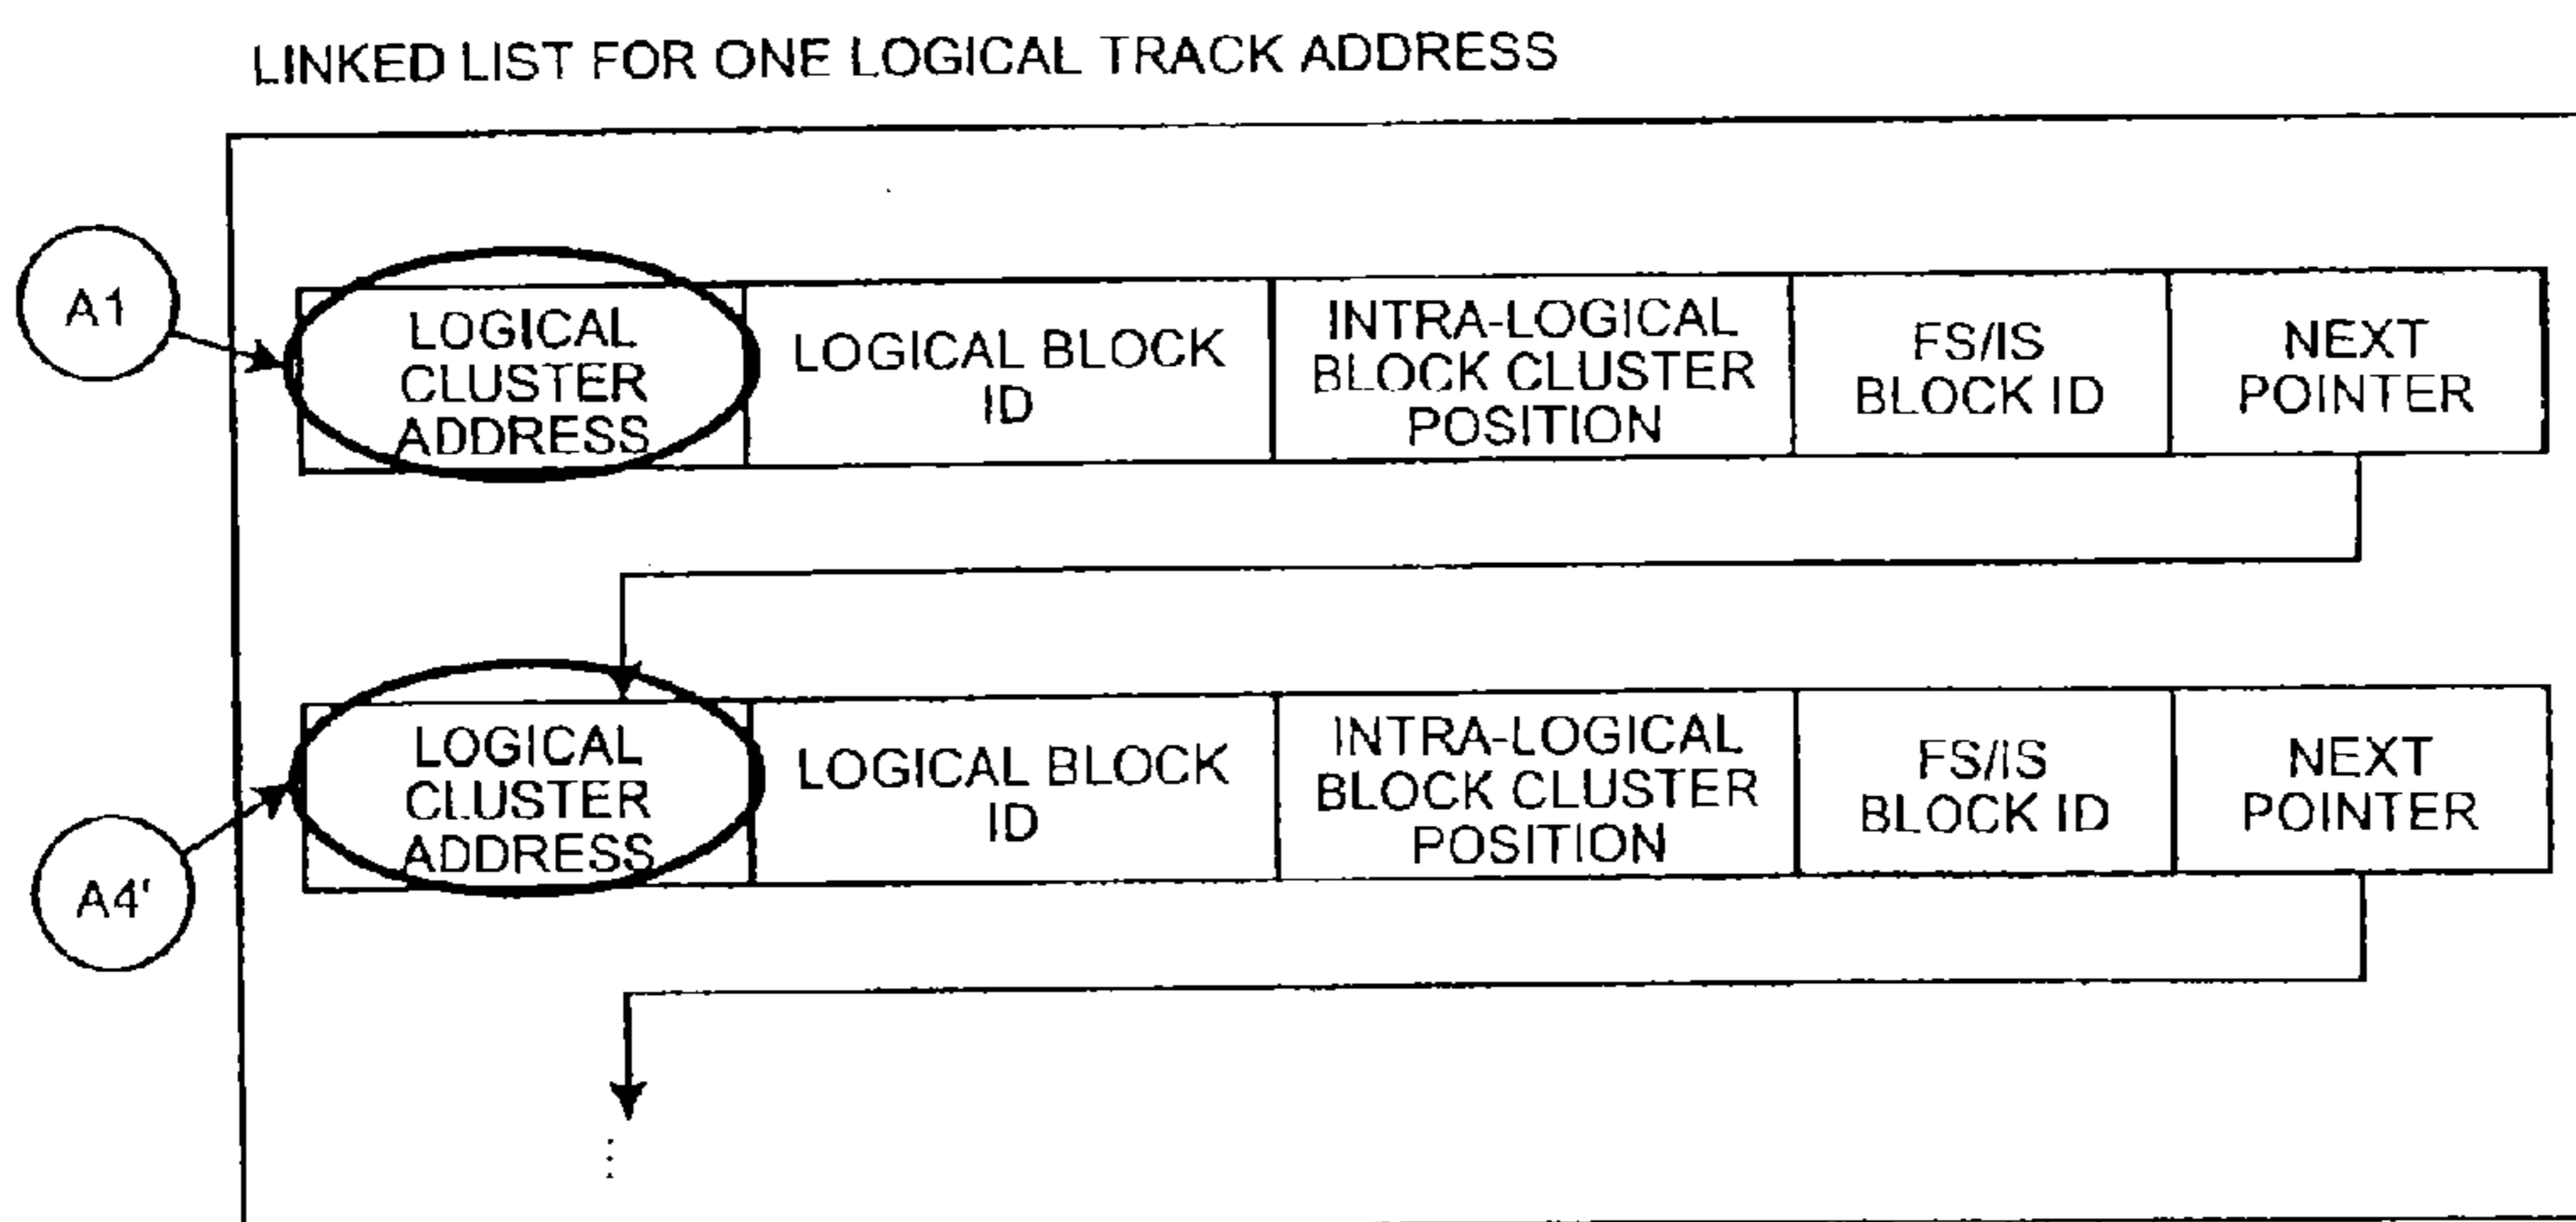 LINKED LIST FOR ONE LOGICAL TRACK ADDRESS
A1
LOGICAL
CLUSTER
ADDRESS
LOGICAL BLOCK
ID
INTRA-LOGICAL
BLOCK CLUSTER
POSITION
FS/IS
BLOCK ID
NEXT
POINTER
A4'
LOGICAL
CLUSTER
ADDRESS
LOGICAL BLOCK
ID
INTRA-LOGICAL
BLOCK CLUSTER
POSITION
FS/IS
BLOCK ID
NEXT
POINTER